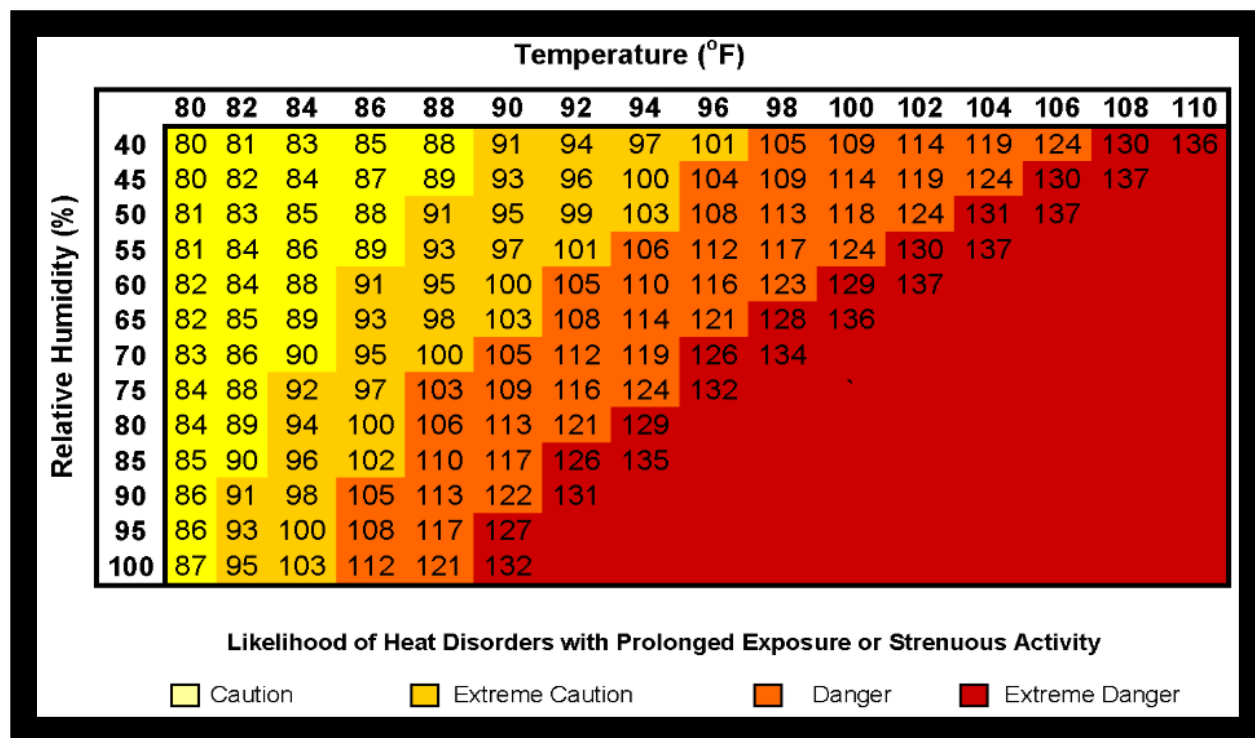 Temperature (°F)
80 82 84 86 88 90 92 94 96 98 100 102 104 106 108 110
Relative Humidity (%)
40 80 81 83 85 88 91 94 97 101 105 109 114 119 124 130 136
45 80 82 84 87 89 93 96 100 104 109 114 119 124 130 137
50 81 83 85 88 91 95 99 103 108 113 118 124 131 137
55 81 84 86 89 93 97 101 106 112 117 124 130 137
60 82 84 88 91 95 100 105 110 116 123 129 137
65 82 85 89 93 98 103 108 114 121 128 136
70 83 86 90 95 100 105 112 119 126 134
75 84 88 92 97 103 109 116 124 132
80 84 89 94 100 106 113 121 129
85 85 90 96 102 110 117 126 135
90 86 91 98 105 113 122 131
95 86 93 100 108 117 127
100 87 95 103 112 121 132
Likelihood of Heat Disorders with Prolonged Exposure or Strenuous Activity
Caution Extreme Caution Danger Extreme Danger